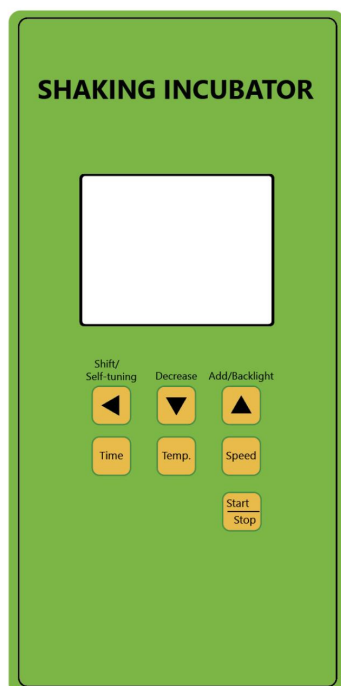 SHAKING INCUBATOR
Shift/
Self-tuning
Decrease
Add/Backlight
Time
Temp.
Speed
Start
Stop